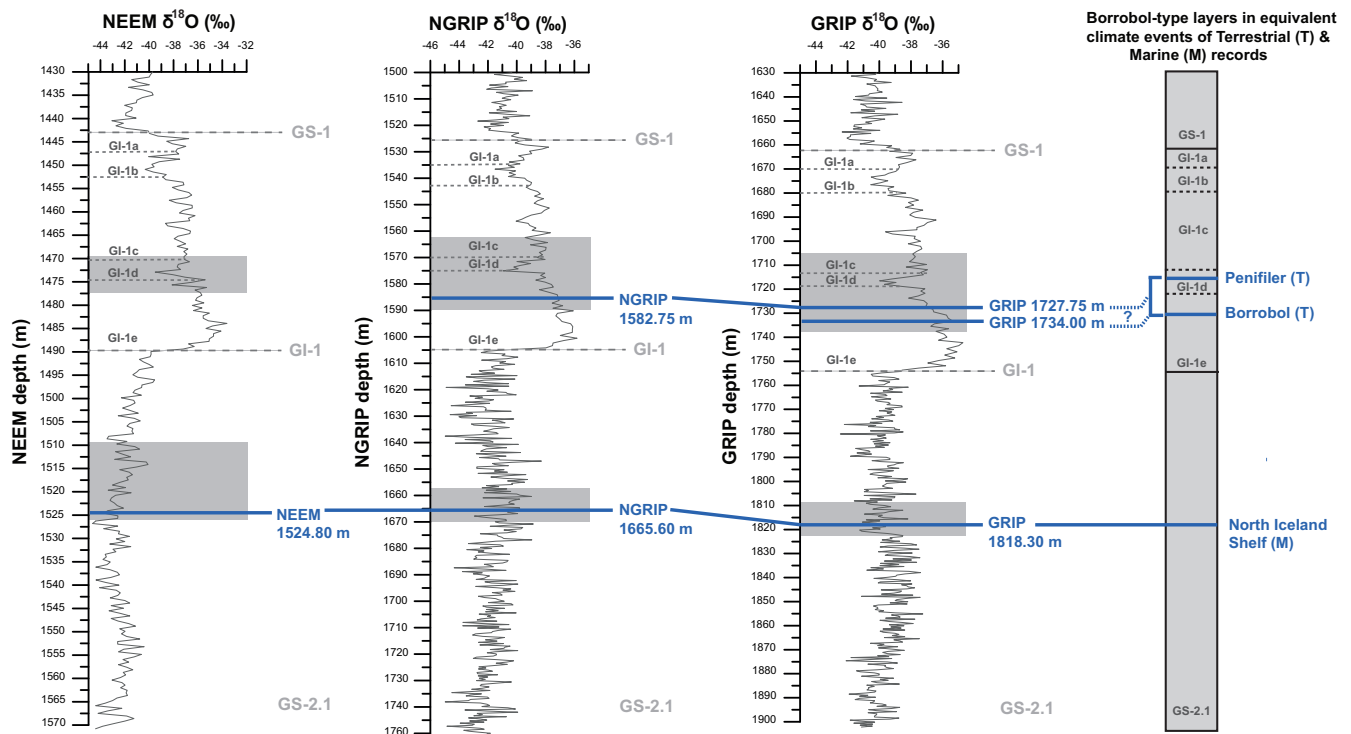 NEEM δ18O (‰)
-44 -42 -40 -38 -36 -34 -32
NEEM depth (m)
1430
1435
1440
1445
1450
1455
1460
1465
1470
1475
1480
1485
1490
1495
1500
1505
1510
1515
1520
1525
1530
1535
1540
1545
1550
1555
1560
1565
1570
GS-1
GI-1a
GI-1b
GI-1c
GI-1d
GI-1e
NEEM
1524.80 m
GS-2.1
NGRIP δ18O (‰)
-46 -44 -42 -40 -38 -36
NGRIP depth (m)
1500
1510
1520
1530
1540
1550
1560
1570
1580
1590
1600
1610
1620
1630
1640
1650
1660
1670
1680
1690
1700
1710
1720
1730
1740
1750
1760
GS-1
GI-1a
GI-1b
GI-1c
GI-1d
NGRIP
1582.75 m
GI-1e
GI-1
NGRIP
1665.60 m
GS-2.1
GRIP δ18O (‰)
-44 -42 -40 -38 -36
GRIP depth (m)
1630
1640
1650
1660
1670
1680
1690
1700
1710
1720
1730
1740
1750
1760
1770
1780
1790
1800
1810
1820
1830
1840
1850
1860
1870
1880
1890
1900
GS-1
GI-1a
GI-1b
GI-1c
GI-1d
GRIP 1727.75 m
GRIP 1734.00 m
?
GI-1e
GI-1
GRIP
1818.30 m
GS-2.1
Borrobol-type layers in equivalent
climate events of Terrestrial (T) &
Marine (M) records
GS-1
GI-1a
GI-1b
GI-1c
Penifiler (T)
GI-1d
Borrobol (T)
GI-1e
North Iceland
Shelf (M)
GS-2.1